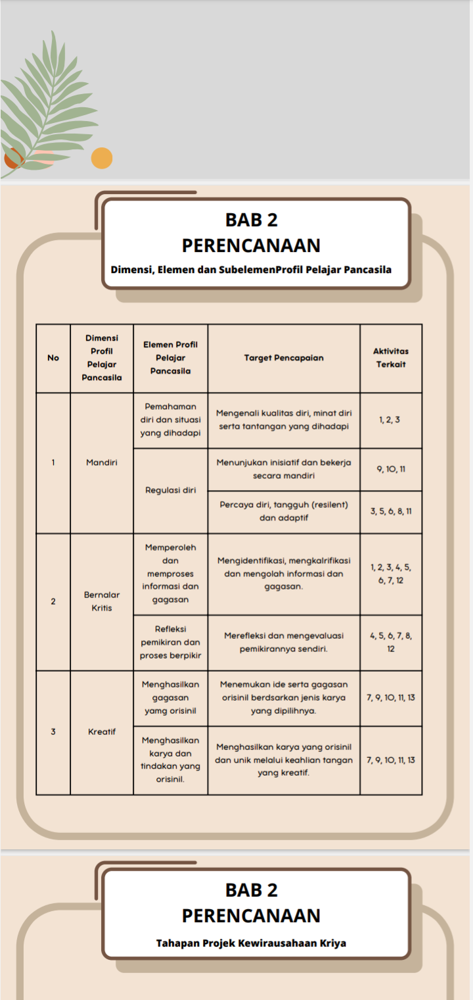 BAB 2
PERENCANAAN
Dimensi, Elemen dan SubelemenProfil Pelajar Pancasila
No
Dimensi
Profil
Pelajar
Pancasila
Elemen Profil
Pelajar
Pancasila
Target Pencapaian
Aktivitas
Terkait
1
Mandiri
Pemahaman
diri dan situasi
yang dihadapi
Mengenali kualitas diri, minat diri
serta tantangan yang dihadapi
1, 2, 3
Regulasi diri
Menunjukan inisiatif dan bekerja
secara mandiri
9, 10, 11
Percaya diri, tangguh (resilent)
dan adaptif
3, 5, 6, 8, 11
2
Bernalar
Kritis
Memperoleh
dan
memproses
informasi dan
gagasan
Mengidentifikasi, mengkalrifikasi
dan mengolah informasi dan
gagasan.
1, 2, 3, 4, 5,
6, 7, 12
Refleksi
pemikiran dan
proses berpikir
Merefleksi dan mengevaluasi
pemikirannya sendiri.
4, 5, 6, 7, 8,
12
3
Kreatif
Menghasilkan
gagasan
yamg orisinil
Menemukan ide serta gagasan
orisinil berdsarkan jenis karya
yang dipilihnya.
7, 9, 10, 11, 13
Menghasilkan
karya dan
tindakan yang
orisinil.
Menghasilkan karya yang orisinil
dan unik melalui keahlian tangan
yang kreatif.
7, 9, 10, 11, 13
BAB 2
PERENCANAAN
Tahapan Projek Kewirausahaan Kriya